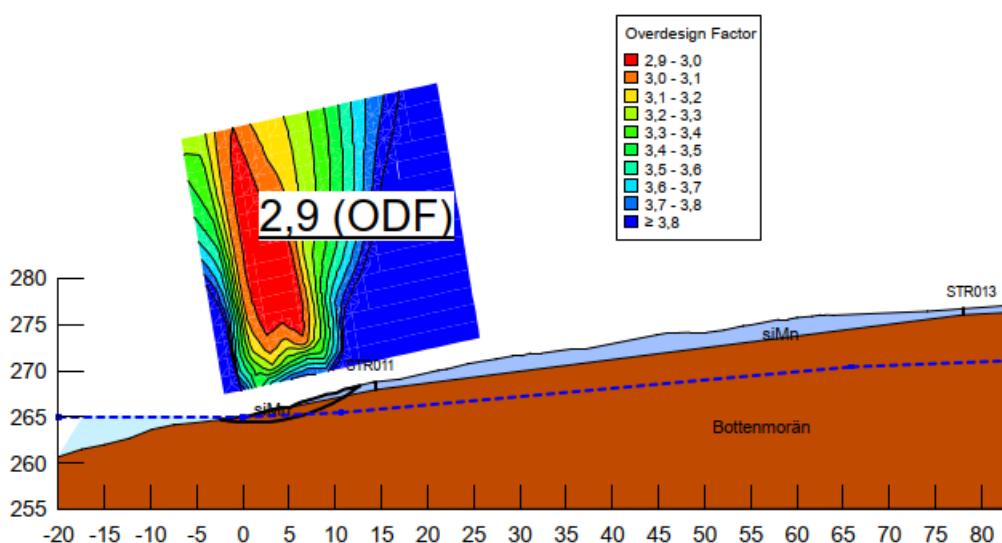 Overdesign Factor
2,9 - 3,0
3,0 - 3,1
3,1 - 3,2
3,2 - 3,3
3,3 - 3,4
3,4 - 3,5
3,5 - 3,6
3,6 - 3,7
3,7 - 3,8
≥ 3,8
2,9 (ODF)
280
275
270
265
260
255
STR013
siMn
STR011
siMn
Bottenmorän
-20 -15 -10 -5 0 5 10 15 20 25 30 35 40 45 50 55 60 65 70 75 80